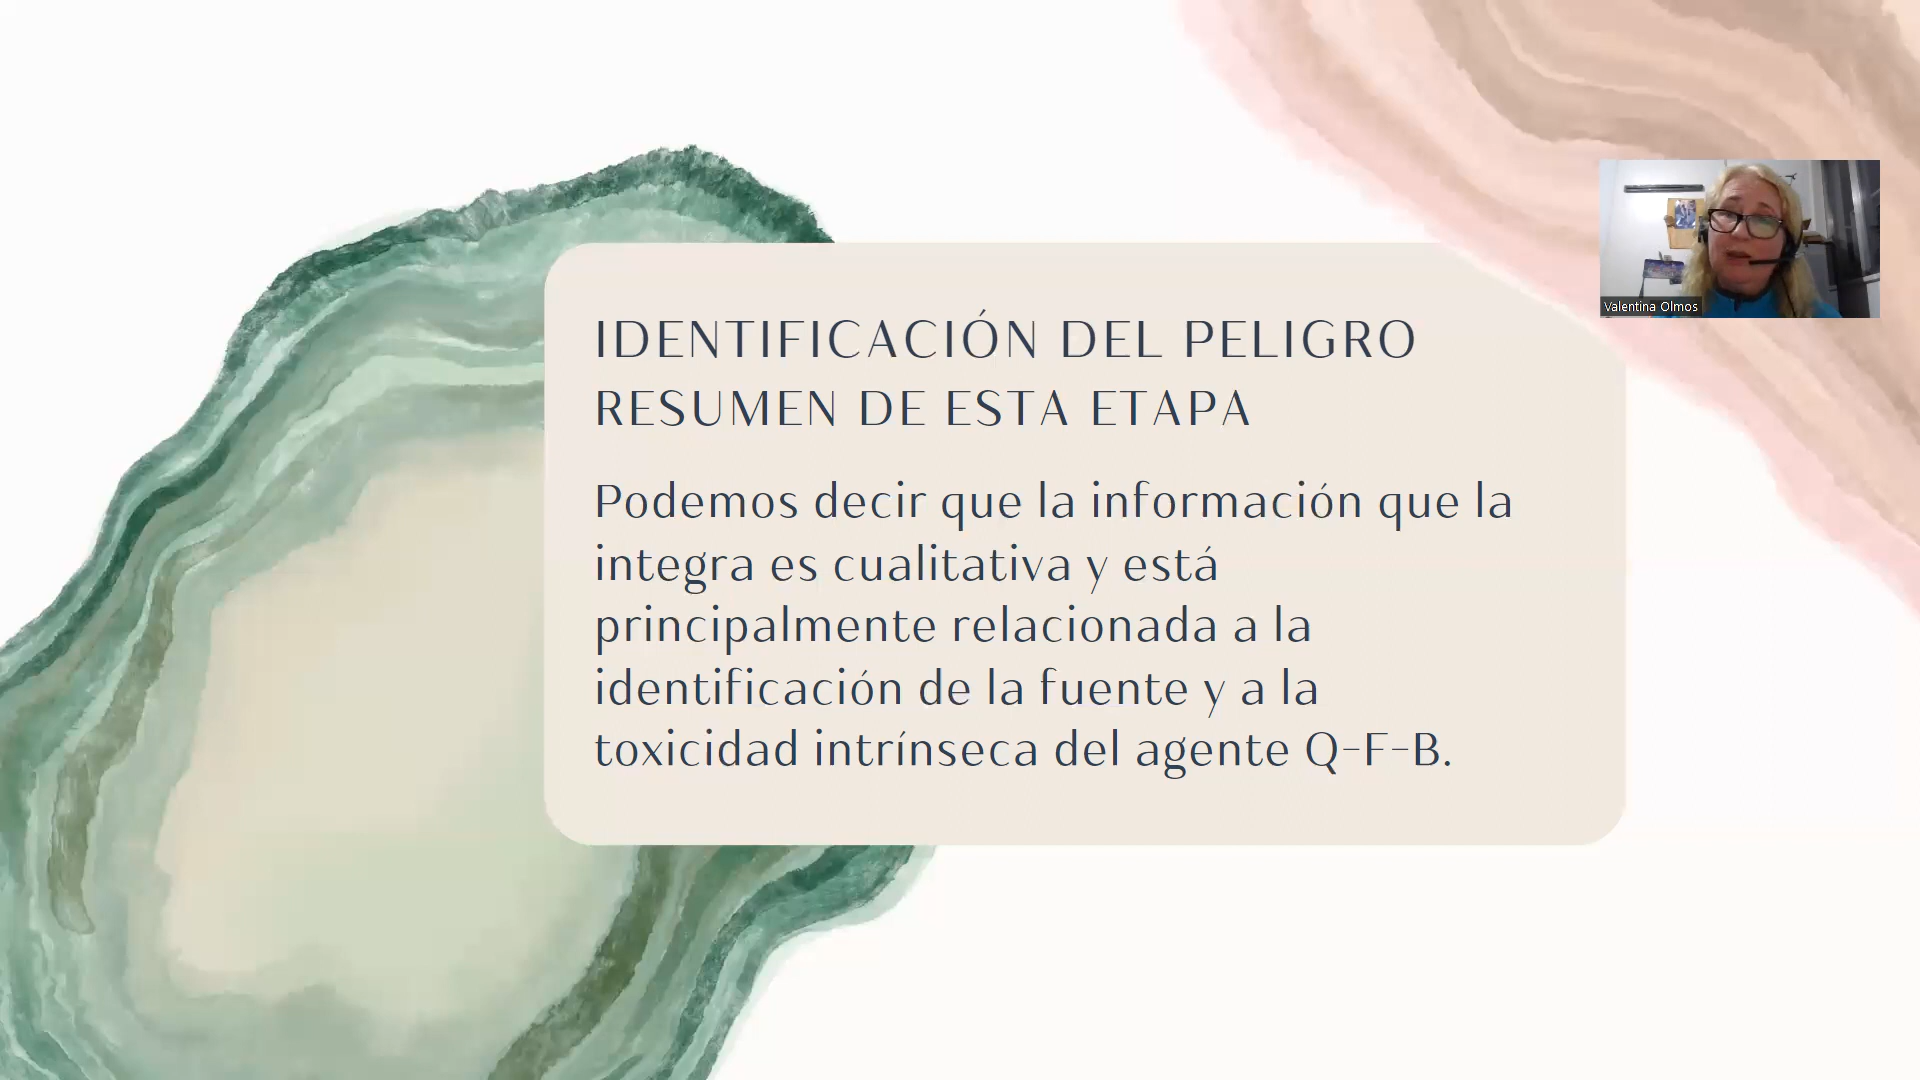 IDENTIFICACIÓN DEL PELIGRO
RESUMEN DE ESTA ETAPA
Podemos decir que la información que la
integra es cualitativa y está
principalmente relacionada a la
identificación de la fuente y a la
toxicidad intrínseca del agente Q-F-B.
Valentina Olmos